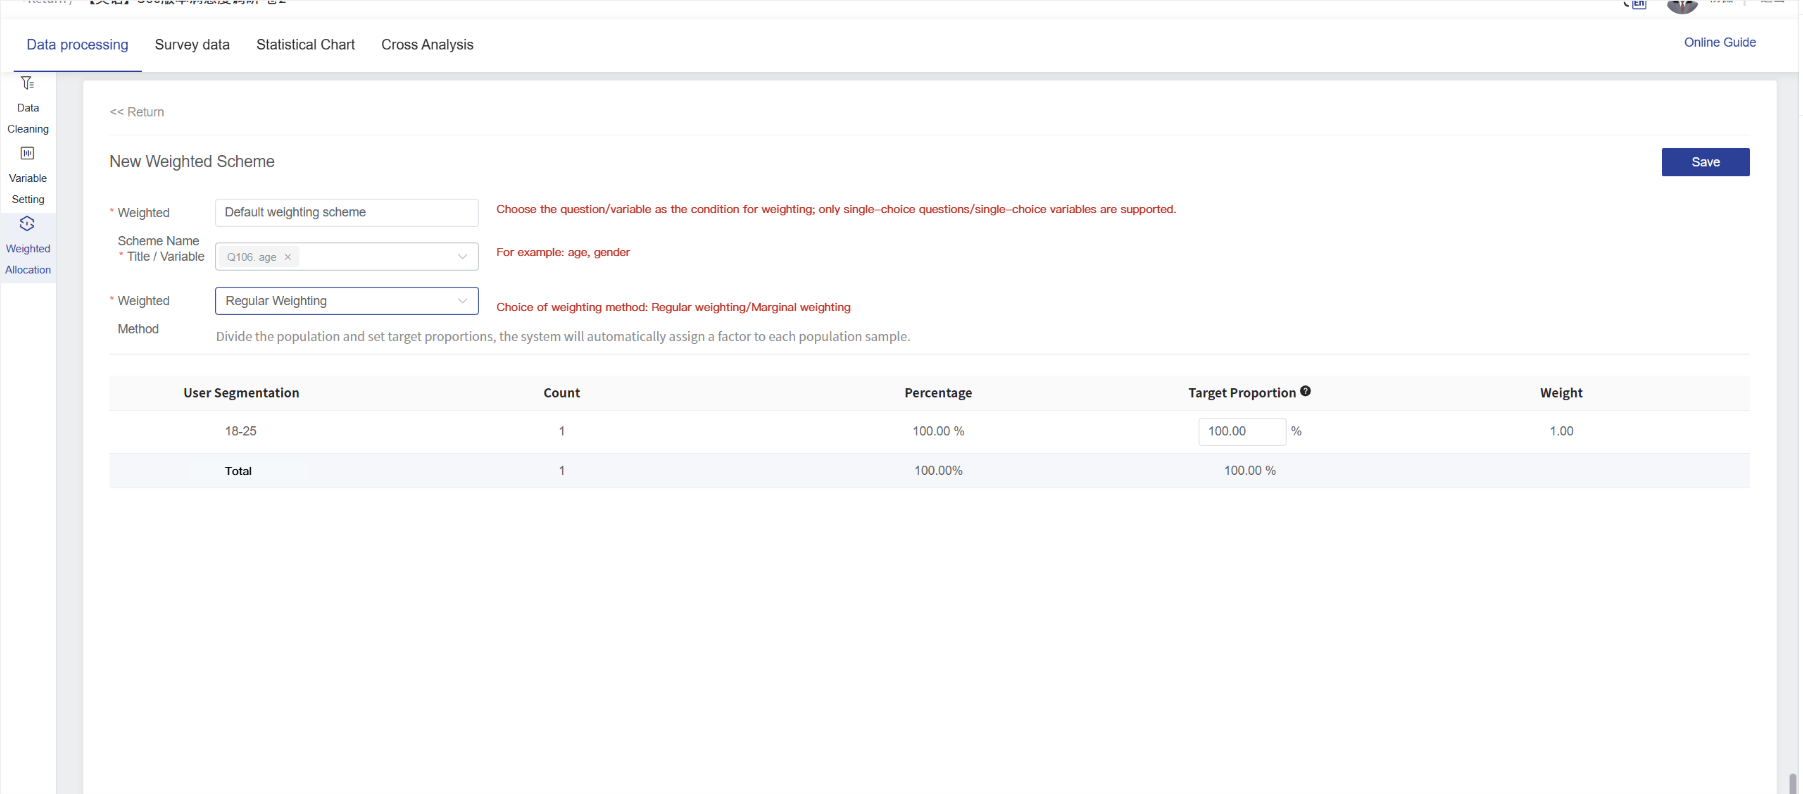 Data processing Survey data Statistical Chart Cross Analysis Online Guide
Data
Cleaning
Variable
Setting
Weighted
Allocation
<< Return
New Weighted Scheme Save
* Weighted Scheme Name Default weighting scheme Choose the question/variable as the condition for weighting; only single-choice questions/single-choice variables are supported.
* Title / Variable Q106. age × For example: age, gender
* Weighted Method Regular Weighting Choice of weighting method: Regular weighting/Marginal weighting
Divide the population and set target proportions, the system will automatically assign a factor to each population sample.
User Segmentation Count Percentage Target Proportion ? Weight
18-25 1 100.00 % 100.00 % 1.00
Total 1 100.00% 100.00 %